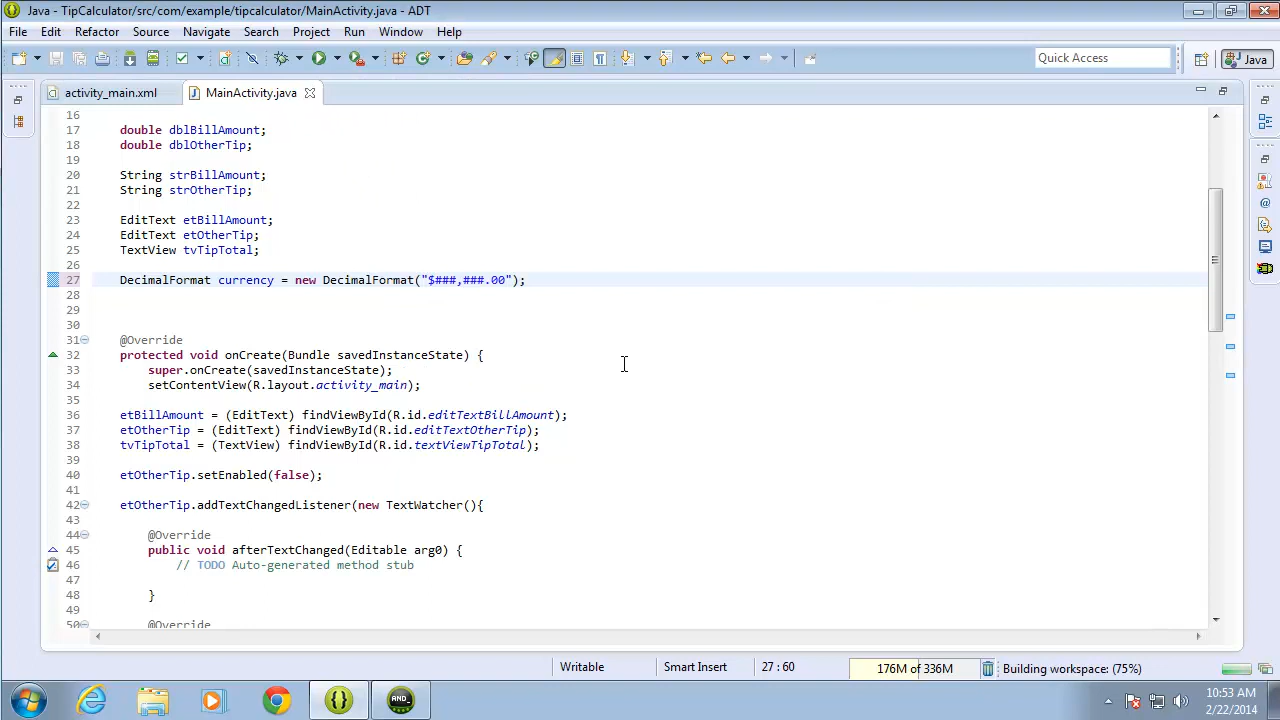 Java - TipCalculator/src/com/example/tipcalculator/MainActivity.java - ADT
File Edit Refactor Source Navigate Search Project Run Window Help
Quick Access
Java
activity_main.xml MainActivity.java
16
17 double dblBillAmount;
18 double dblOtherTip;
19
20 String strBillAmount;
21 String strOtherTip;
22
23 EditText etBillAmount;
24 EditText etOtherTip;
25 TextView tvTipTotal;
26
27 DecimalFormat currency = new DecimalFormat("$###,###.00");
28
29
30
31 @Override
32 protected void onCreate(Bundle savedInstanceState) {
33 super.onCreate(savedInstanceState);
34 setContentView(R.layout.activity_main);
35
36 etBillAmount = (EditText) findViewById(R.id.editTextBillAmount);
37 etOtherTip = (EditText) findViewById(R.id.editTextOtherTip);
38 tvTipTotal = (TextView) findViewById(R.id.textViewTipTotal);
39
40 etOtherTip.setEnabled(false);
41
42 etOtherTip.addTextChangedListener(new TextWatcher(){
43
44 @Override
45 public void afterTextChanged(Editable arg0) {
46 // TODO Auto-generated method stub
47
48 }
49
50 @Override
Writable Smart Insert 27 : 60 176M of 336M Building workspace: (75%)
AND
10:53 AM
2/22/2014